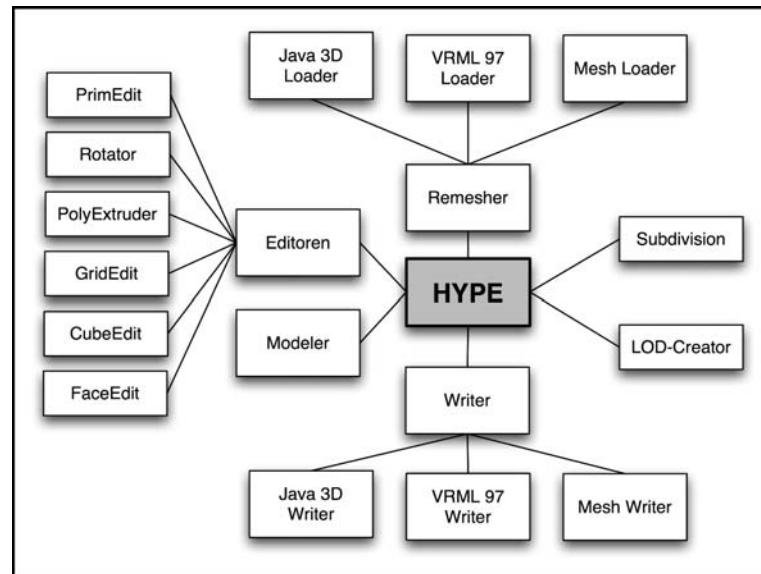 Java 3D
Loader
VRML 97
Loader
Mesh Loader
PrimEdit
Rotator
PolyExtruder
GridEdit
CubeEdit
FaceEdit
Editoren
Modeler
Remesher
HYPE
Writer
Subdivision
LOD-Creator
Java 3D
Writer
VRML 97
Writer
Mesh Writer